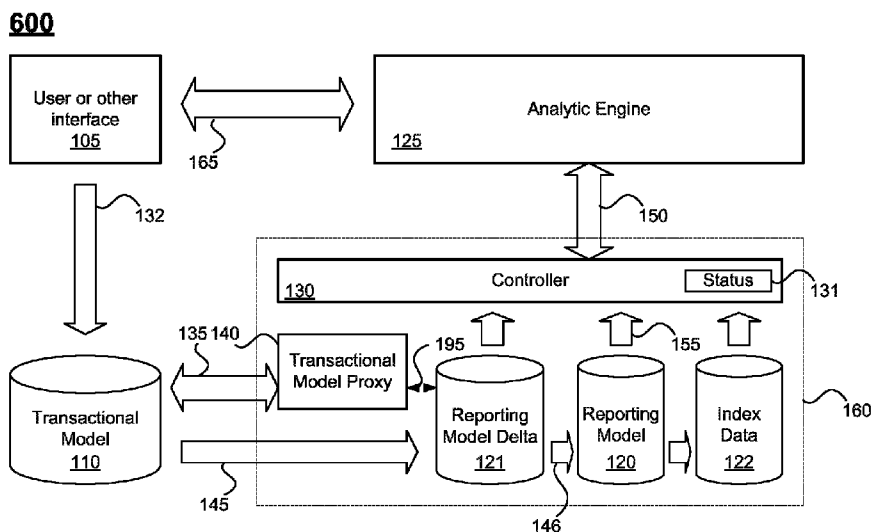 600
User or other
interface
105
Analytic Engine
125
165
132
150
Controller
130
Status
131
135
140
195
155
Transactional
Model Proxy
Transactional
Model
110
Reporting
Model Delta
121
Reporting
Model
120
Index
Data
122
160
145
146